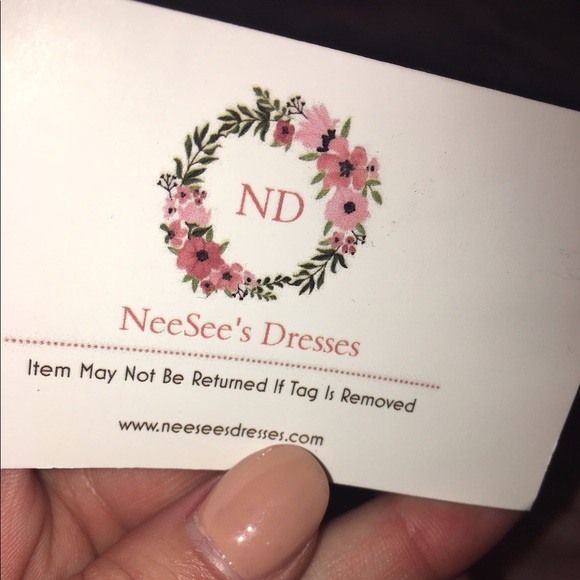 ND
NeeSee's Dresses
Item May Not Be Returned If Tag Is Removed
www.neeseesdresses.com